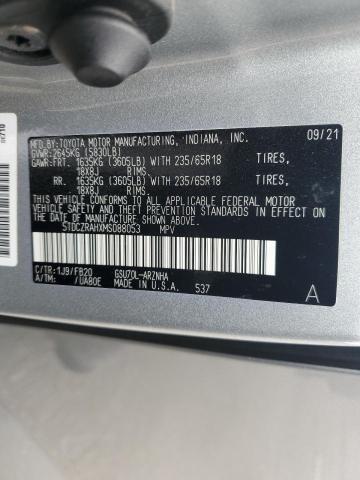 MFD.BY:TOYOTA MOTOR MANUFACTURING, INDIANA, INC. 09/21
GVWR:2645KG (5830LB)
GAWR:FRT. 1635KG (3605LB) WITH 235/65R18 TIRES,
18X8J RIMS.
RR. 1635KG (3605LB) WITH 235/65R18 TIRES,
18X8J RIMS.
THIS VEHICLE CONFORMS TO ALL APPLICABLE FEDERAL MOTOR
VEHICLE SAFETY AND BUMPER STANDARDS IN EFFECT ON
THE DATE OF MANUFACTURE SHOWN ABOVE.
5TDCZRAHXMS088053 MPV
C/TR:1J9/FB20 GSU70L-ARZNHA
A/TM: /UA80E MADE IN U.S.A. 537 A